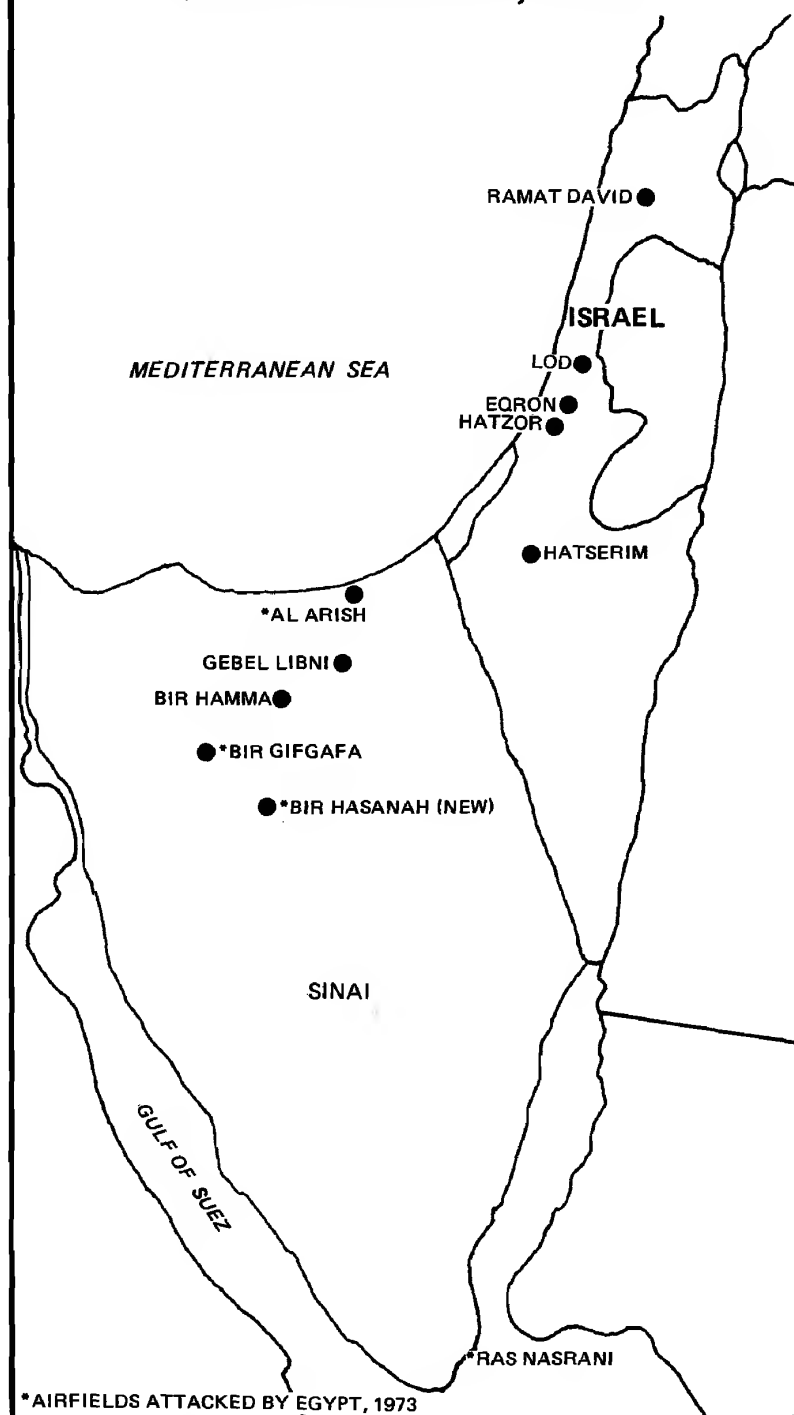 RAMAT DAVID
ISRAEL
MEDITERRANEAN SEA
LOD
EQRON
HATZOR
HATSERIM
*AL ARISH
GEBEL LIBNI
BIR HAMMA
*BIR GIFGAFA
*BIR HASANAH (NEW)
SINAI
GULF OF SUEZ
*RAS NASRANI
*AIRFIELDS ATTACKED BY EGYPT, 1973